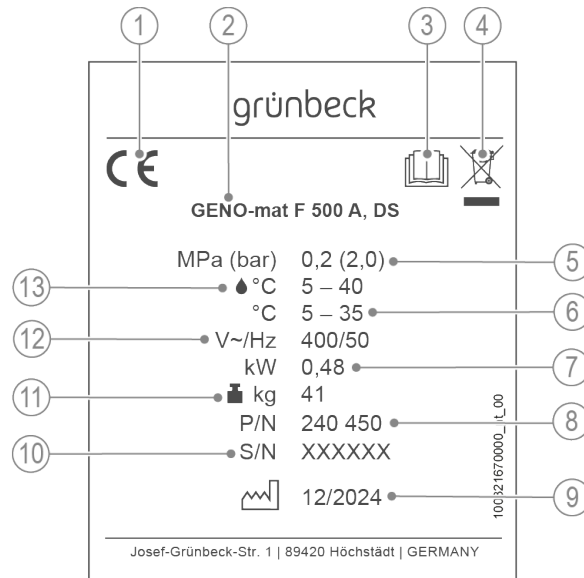 1 2 3 4
grünbeck
CE
GENO-mat F 500 A, DS
MPa (bar) 0,2 (2,0) 5
13 °C 5 – 40
°C 5 – 35 6
12 V~/Hz 400/50
kW 0,48 7
11 kg 41
P/N 240 450 8
10 S/N XXXXXX
12/2024 9
Josef-Grünbeck-Str. 1 | 89420 Höchstädt | GERMANY